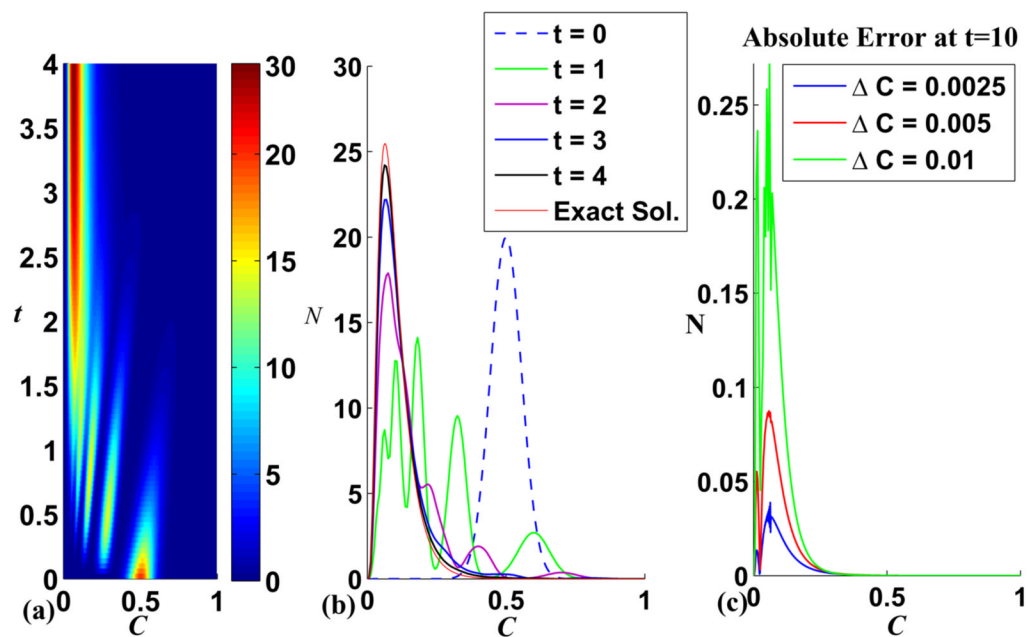 4
3.5
3
2.5
t
2
1.5
1
0.5
0
0 0.5 1
(a)
C
30
25
20
15
10
5
0
30
25
20
N
15
10
5
0
0 0.5 1
(b)
C
t = 0
t = 1
t = 2
t = 3
t = 4
Exact Sol.
Absolute Error at t=10
Δ C = 0.0025
Δ C = 0.005
Δ C = 0.01
0.25
0.2
0.15
N
0.1
0.05
0
0 0.5 1
(c)
C